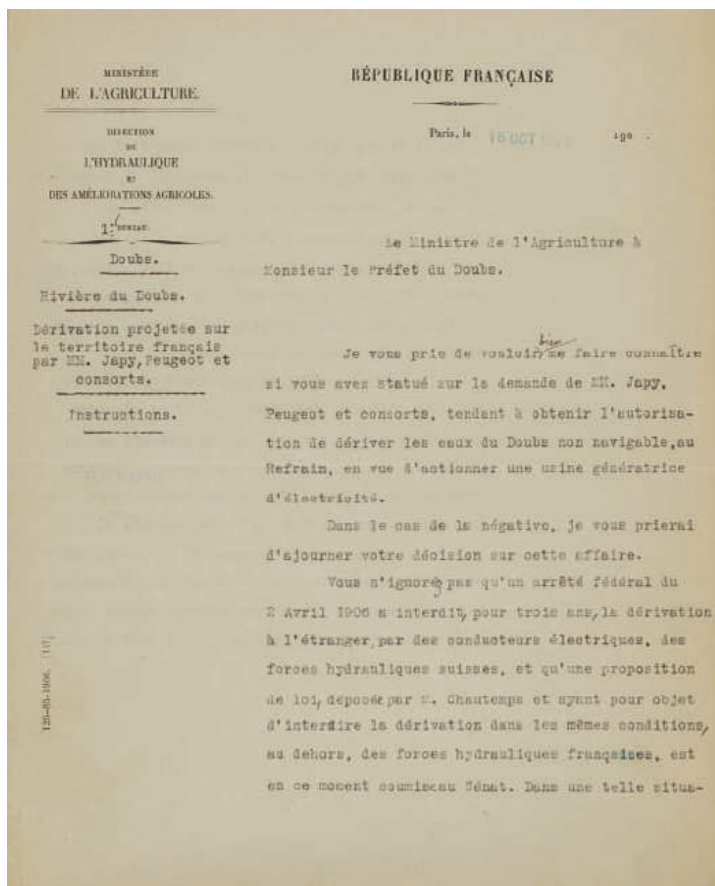 MINISTÈRE
DE L'AGRICULTURE.
DIRECTION
DE
L'HYDRAULIQUE
ET
DES AMÉLIORATIONS AGRICOLES.
1er BUREAU.
Doubs.
Rivière du Doubs.
Dérivation projetée sur
le territoire français
par MM. Japy, Peugeot et
consorts.
Instructions.
RÉPUBLIQUE FRANÇAISE
Paris, le 15 OCT 190 .
Le Ministre de l'Agriculture à
Monsieur le Préfet du Doubs.
Je vous prie de vouloir bien me faire connaître
si vous avez statué sur la demande de MM. Japy,
Peugeot et consorts, tendant à obtenir l'autorisa-
tion de dériver les eaux du Doubs non navigable, au
Refrain, en vue d'actionner une usine génératrice
d'électricité.
Dans le cas de la négative, je vous prierai
d'ajourner votre décision sur cette affaire.
Vous n'ignorez pas qu'un arrêté fédéral du
2 Avril 1906 a interdit, pour trois ans, la dérivation
à l'étranger, par des conducteurs électriques, des
forces hydrauliques suisses, et qu'une proposition
de loi, déposée par M. Chautemps et ayant pour objet
d'interdire la dérivation dans les mêmes conditions,
au dehors, des forces hydrauliques françaises, est
en ce moment soumise au Sénat. Dans une telle situa-